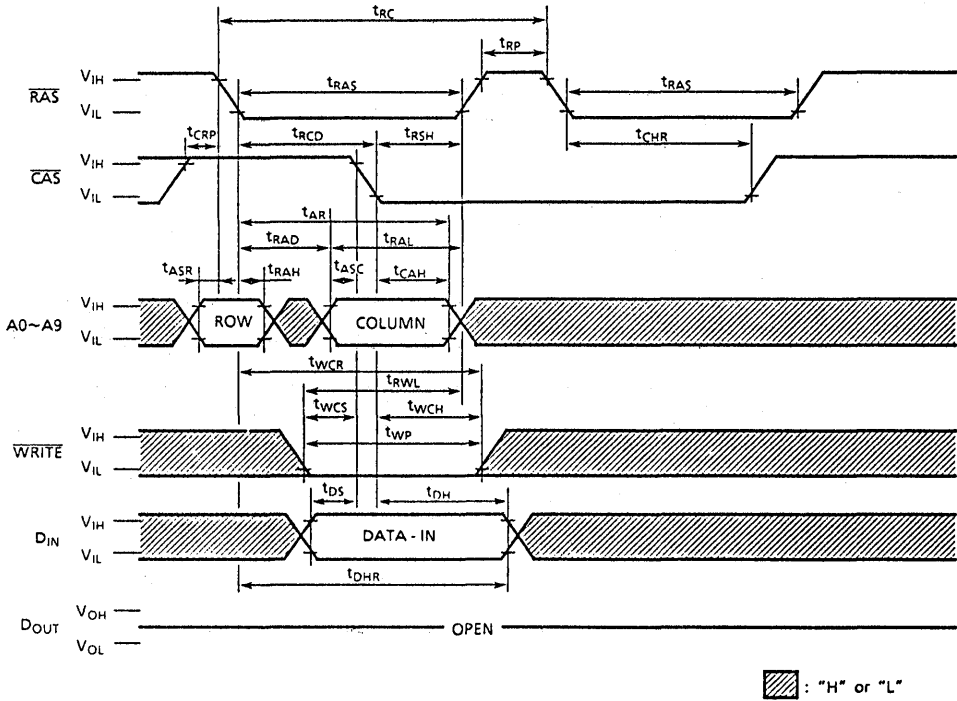 tRC
tRP
VIH
RAS
VIL
tRAS
tRAS
tCRP
tRCD
tRSH
tCHR
VIH
CAS
VIL
tAR
tRAD
tRAL
tASR
tRAH
tASC
tCAH
VIH
A0~A9
VIL
ROW
COLUMN
tWCR
tRWL
tWCS
tWCH
tWP
VIH
WRITE
VIL
tDS
tDH
VIH
DIN
VIL
DATA - IN
tDHR
VOH
DOUT
VOL
OPEN
: "H" or "L"